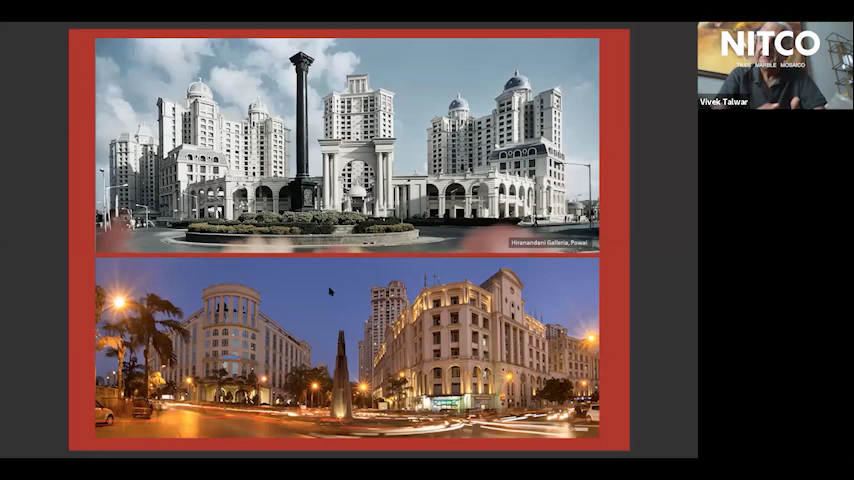 NITCO
TILES MARBLE MOSAICO
Vivek Talwar
Hiranandani Galleria, Powai